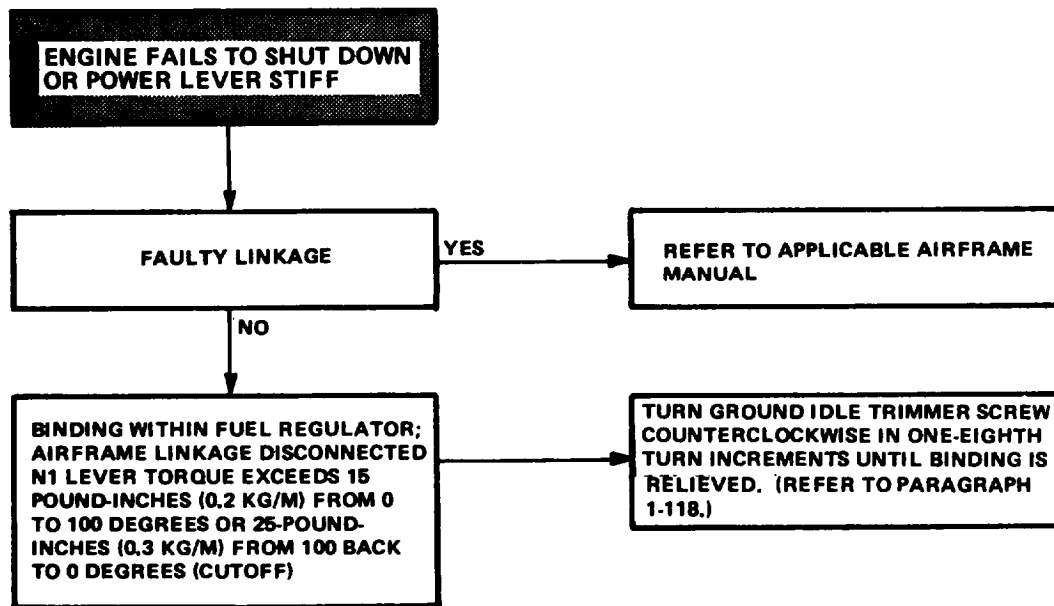 ENGINE FAILS TO SHUT DOWN
OR POWER LEVER STIFF
FAULTY LINKAGE
YES
REFER TO APPLICABLE AIRFRAME
MANUAL
NO
BINDING WITHIN FUEL REGULATOR;
AIRFRAME LINKAGE DISCONNECTED
N1 LEVER TORQUE EXCEEDS 15
POUND-INCHES (0.2 KG/M) FROM 0
TO 100 DEGREES OR 25-POUND-
INCHES (0.3 KG/M) FROM 100 BACK
TO 0 DEGREES (CUTOFF)
TURN GROUND IDLE TRIMMER SCREW
COUNTERCLOCKWISE IN ONE-EIGHTH
TURN INCREMENTS UNTIL BINDING IS
RELIEVED. (REFER TO PARAGRAPH
1-118.)